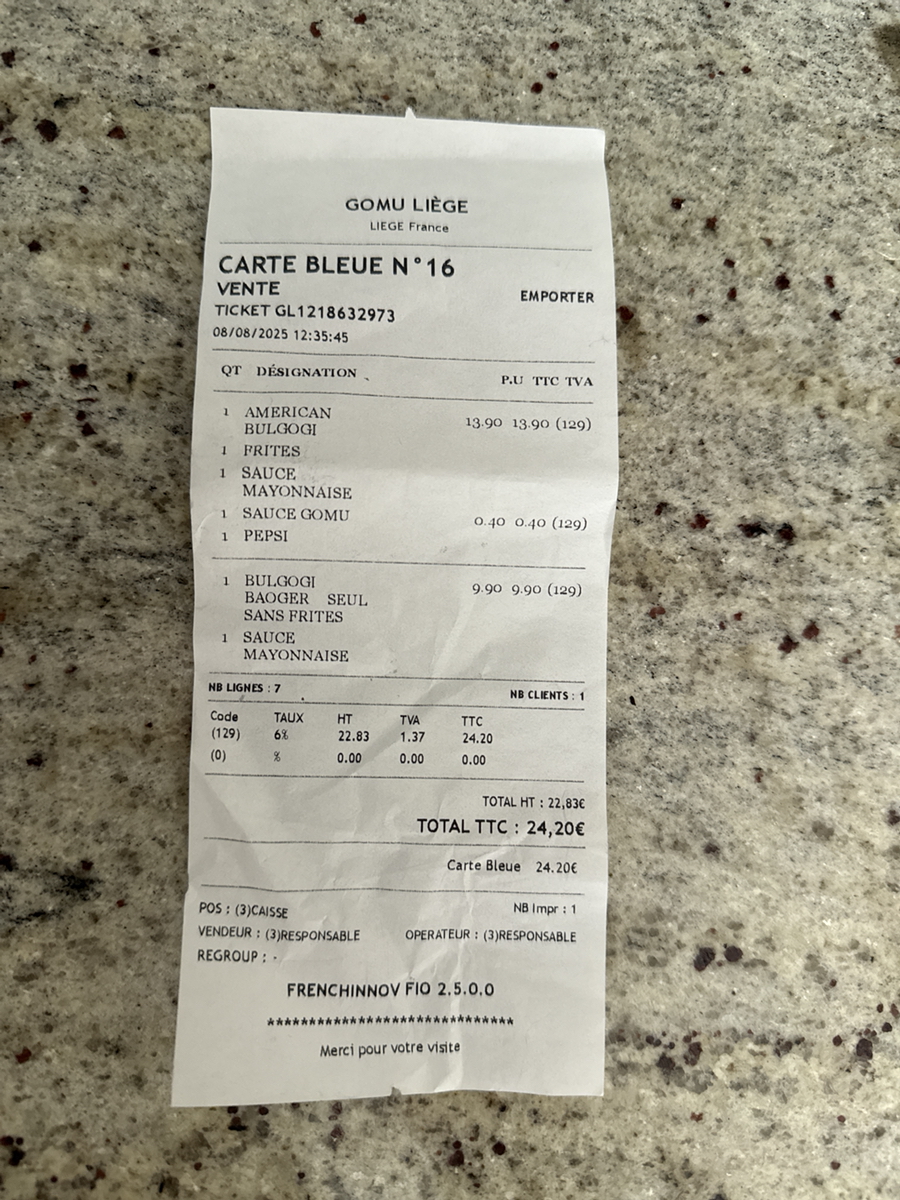 GOMU LIÈGE
LIEGE France
CARTE BLEUE N°16
VENTE EMPORTER
TICKET GL1218632973
08/08/2025 12:35:45
QT DÉSIGNATION P.U TTC TVA
1 AMERICAN 13.90 13.90 (129)
BULGOGI
1 FRITES
1 SAUCE
MAYONNAISE
1 SAUCE GOMU 0.40 0.40 (129)
1 PEPSI
1 BULGOGI 9.90 9.90 (129)
BAOGER SEUL
SANS FRITES
1 SAUCE
MAYONNAISE
NB LIGNES : 7 NB CLIENTS : 1
Code TAUX HT TVA TTC
(129) 6% 22.83 1.37 24.20
(0) % 0.00 0.00 0.00
TOTAL HT : 22,83€
TOTAL TTC : 24,20€
Carte Bleue 24.20€
POS : (3)CAISSE NB Impr : 1
VENDEUR : (3)RESPONSABLE OPERATEUR : (3)RESPONSABLE
REGROUP : -
FRENCHINNOV FIO 2.5.0.0
*****************************
Merci pour votre visite